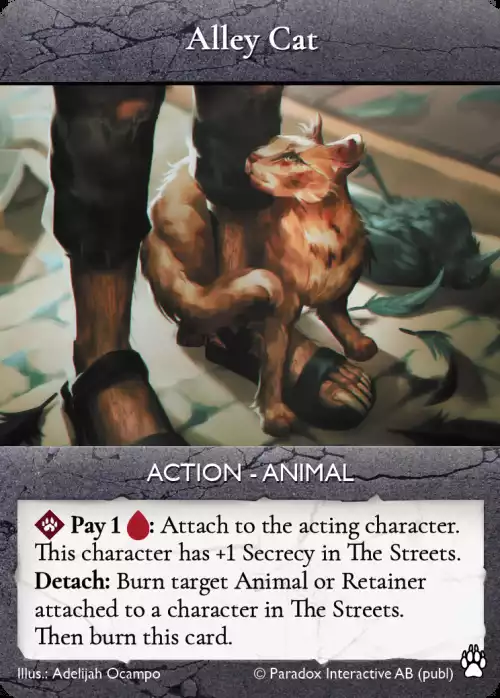 Alley Cat
ACTION - ANIMAL
Pay 1 : Attach to the acting character.
This character has +1 Secrecy in The Streets.
Detach: Burn target Animal or Retainer
attached to a character in The Streets.
Then burn this card.
Illus.: Adelijah Ocampo
© Paradox Interactive AB (publ)